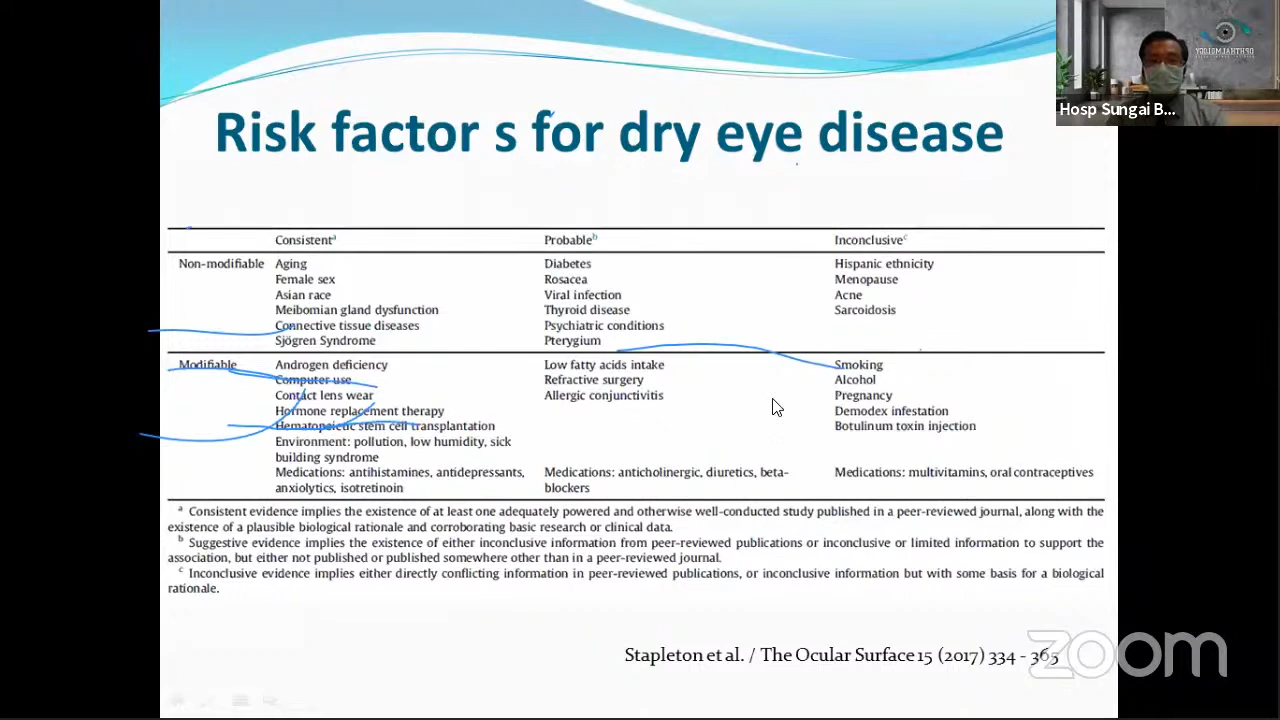 OPHTHALMOLOGY
Hosp Sungai B...
Risk factor s for dry eye disease
Consistentᵃ Probableᵇ Inconclusiveᶜ
Non-modifiable Aging Diabetes Hispanic ethnicity
Female sex Rosacea Menopause
Asian race Viral infection Acne
Meibomian gland dysfunction Thyroid disease Sarcoidosis
Connective tissue diseases Psychiatric conditions
Sjögren Syndrome Pterygium
Modifiable Androgen deficiency Low fatty acids intake Smoking
Computer use Refractive surgery Alcohol
Contact lens wear Allergic conjunctivitis Pregnancy
Hormone replacement therapy Demodex infestation
Hematopoietic stem cell transplantation Botulinum toxin injection
Environment: pollution, low humidity, sick
building syndrome
Medications: antihistamines, antidepressants, Medications: anticholinergic, diuretics, beta- Medications: multivitamins, oral contraceptives
anxiolytics, isotretinoin blockers
ᵃ Consistent evidence implies the existence of at least one adequately powered and otherwise well-conducted study published in a peer-reviewed journal, along with the
existence of a plausible biological rationale and corroborating basic research or clinical data.
ᵇ Suggestive evidence implies the existence of either inconclusive information from peer-reviewed publications or inconclusive or limited information to support the
association, but either not published or published somewhere other than in a peer-reviewed journal.
ᶜ Inconclusive evidence implies either directly conflicting information in peer-reviewed publications, or inconclusive information but with some basis for a biological
rationale.
Stapleton et al. / The Ocular Surface 15 (2017) 334 - 365
zoom